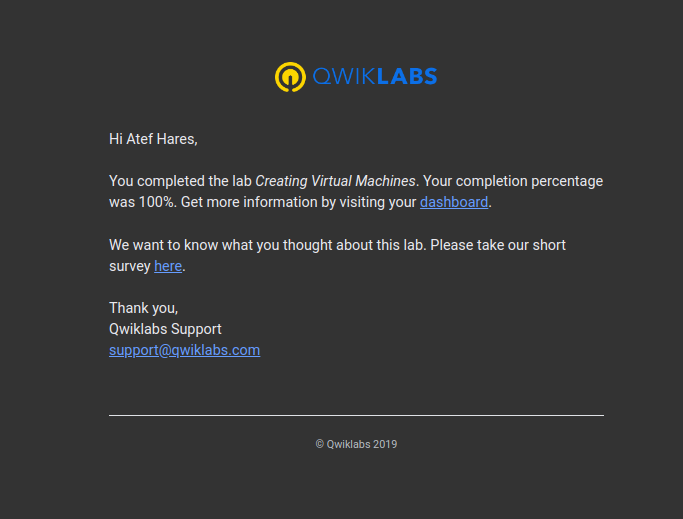 QWIKLABS
Hi Atef Hares,
You completed the lab Creating Virtual Machines. Your completion percentage
was 100%. Get more information by visiting your dashboard.
We want to know what you thought about this lab. Please take our short
survey here.
Thank you,
Qwiklabs Support
support@qwiklabs.com
© Qwiklabs 2019